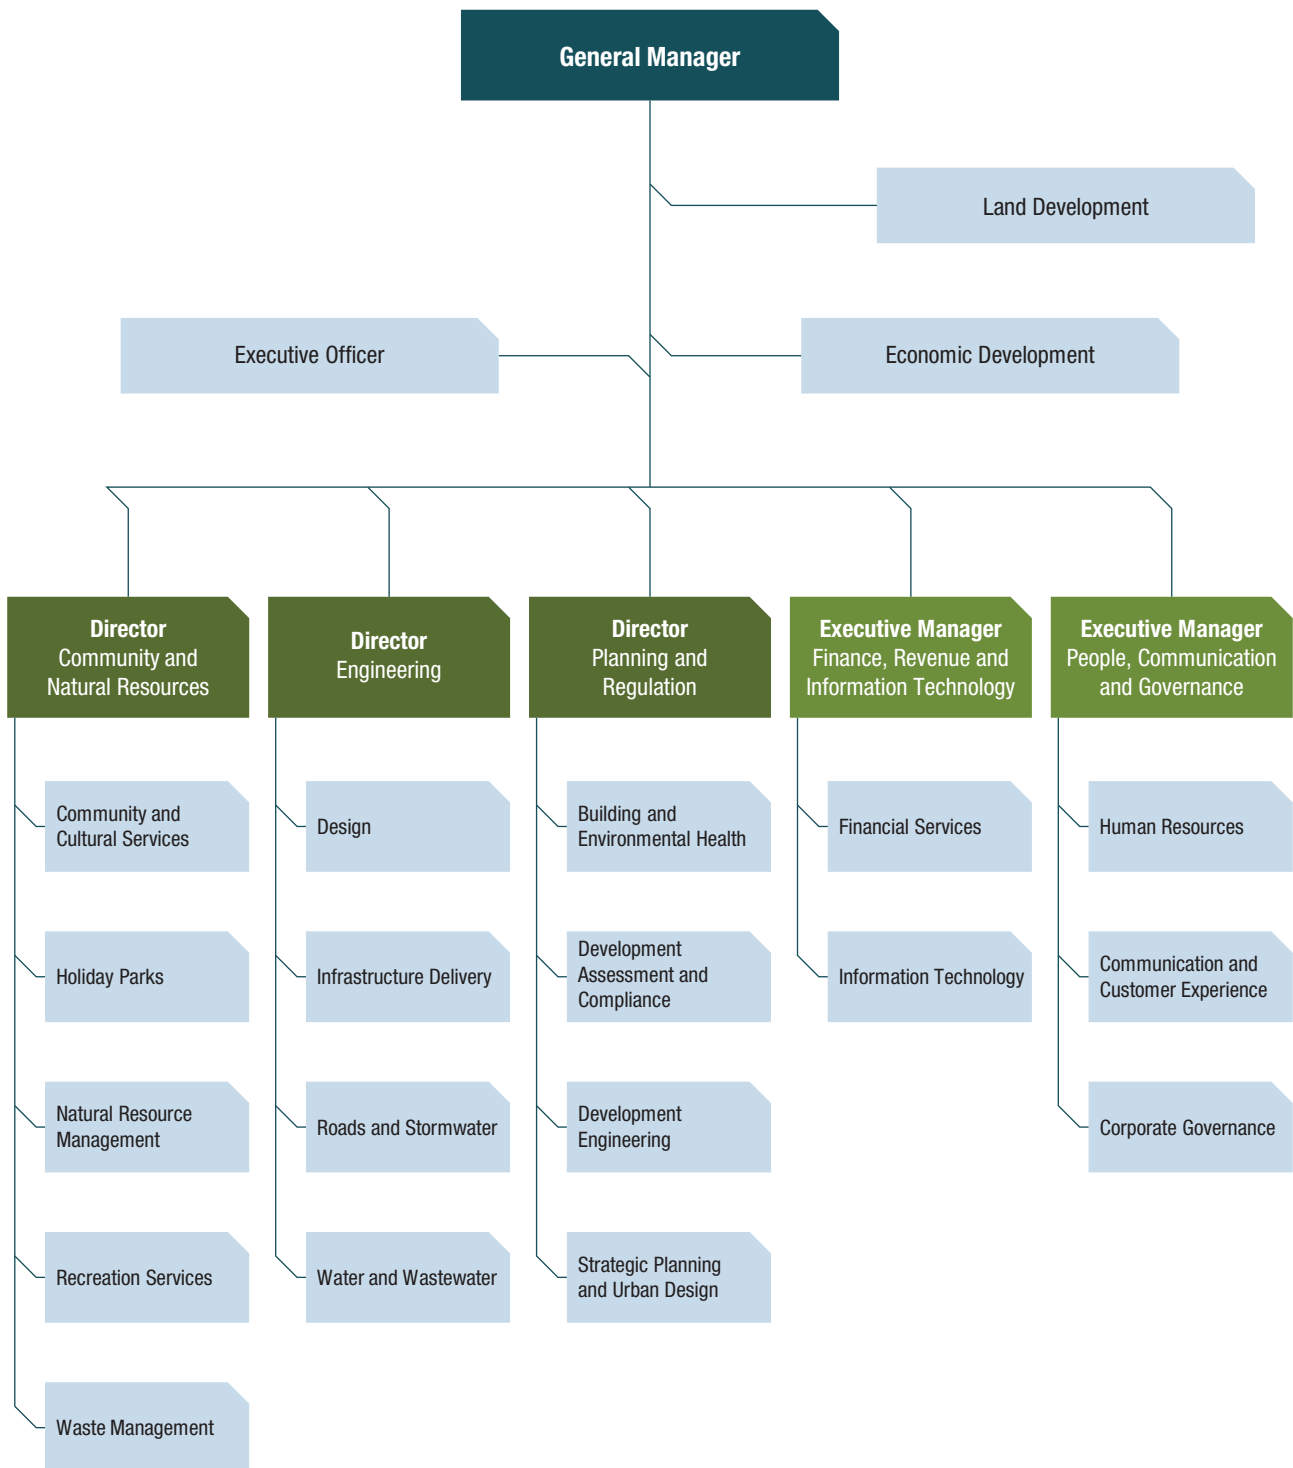 General Manager
Land Development
Executive Officer
Economic Development
Director
Community and
Natural Resources
Director
Engineering
Director
Planning and
Regulation
Executive Manager
Finance, Revenue and
Information Technology
Executive Manager
People, Communication
and Governance
Community and
Cultural Services
Holiday Parks
Natural Resource
Management
Recreation Services
Waste Management
Design
Infrastructure Delivery
Roads and Stormwater
Water and Wastewater
Building and
Environmental Health
Development
Assessment and
Compliance
Development
Engineering
Strategic Planning
and Urban Design
Financial Services
Information Technology
Human Resources
Communication and
Customer Experience
Corporate Governance